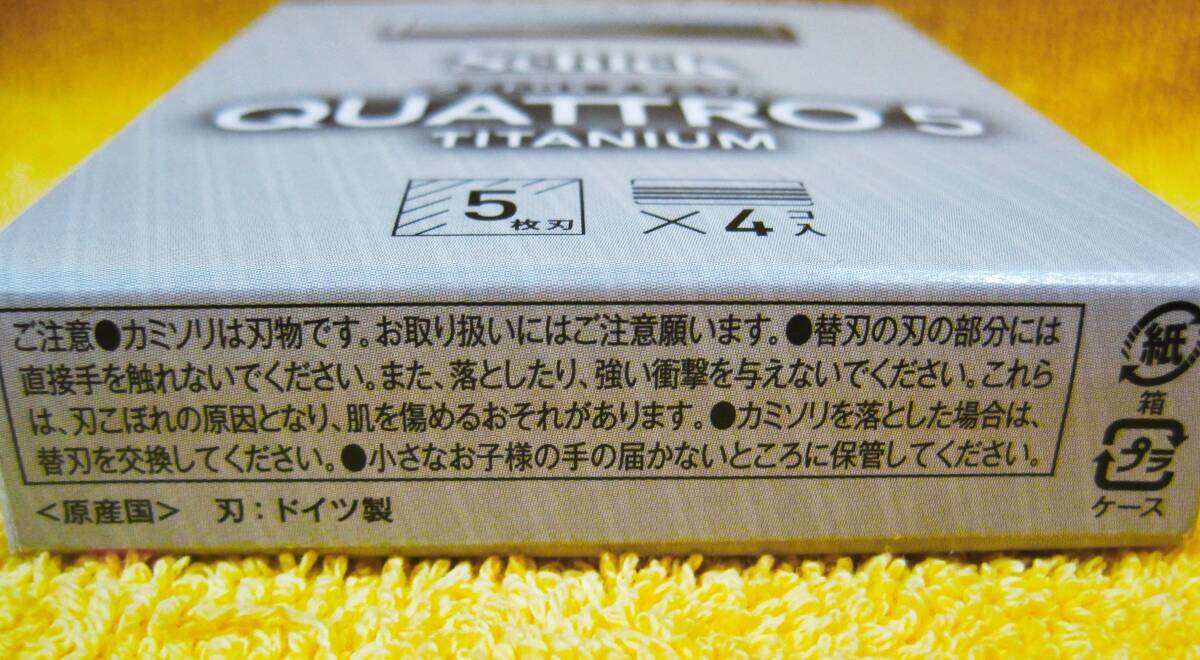 Schick
QUATTRO 5
TITANIUM
5枚刃
×4コ入
ご注意●カミソリは刃物です。お取り扱いにはご注意願います。●替刃の刃の部分には
直接手を触れないでください。また、落としたり、強い衝撃を与えないでください。これら
は、刃こぼれの原因となり、肌を傷めるおそれがあります。●カミソリを落とした場合は、
替刃を交換してください。●小さなお子様の手の届かないところに保管してください。
<原産国> 刃:ドイツ製
紙
箱
プラ
ケース